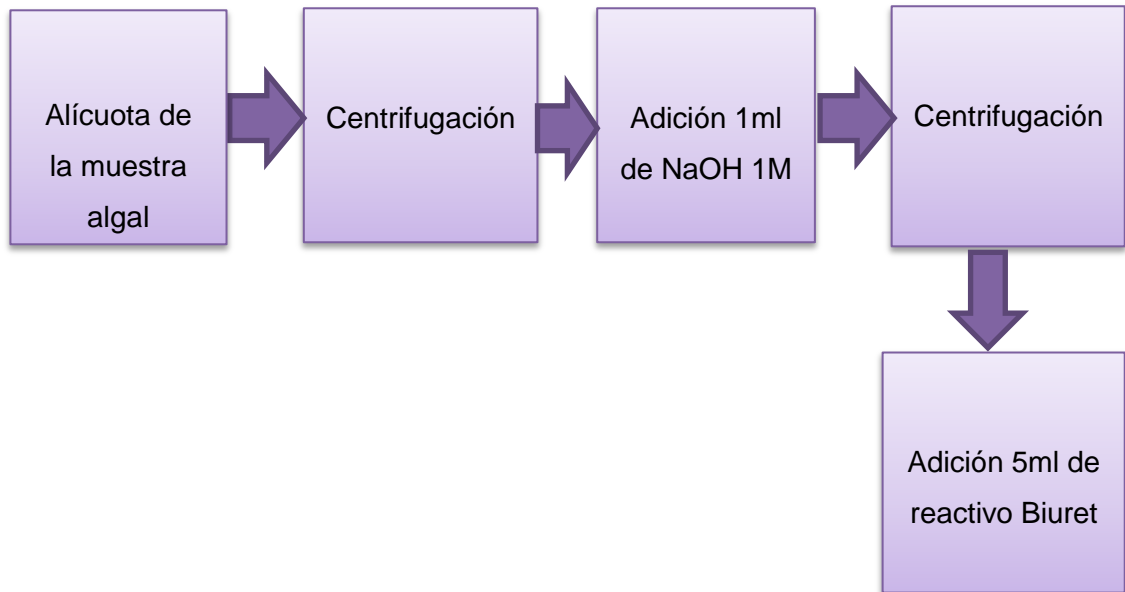 Alícuota de
la muestra
algal
Centrifugación
Adición 1ml
de NaOH 1M
Centrifugación
Adición 5ml de
reactivo Biuret